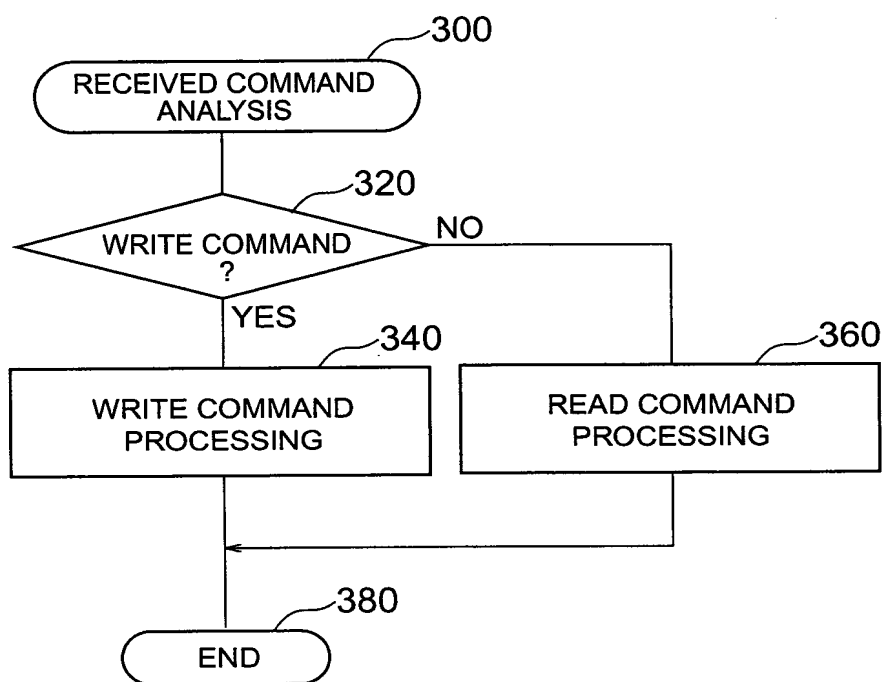 300
RECEIVED COMMAND
ANALYSIS
320
WRITE COMMAND
?
NO
YES
340
WRITE COMMAND
PROCESSING
360
READ COMMAND
PROCESSING
380
END